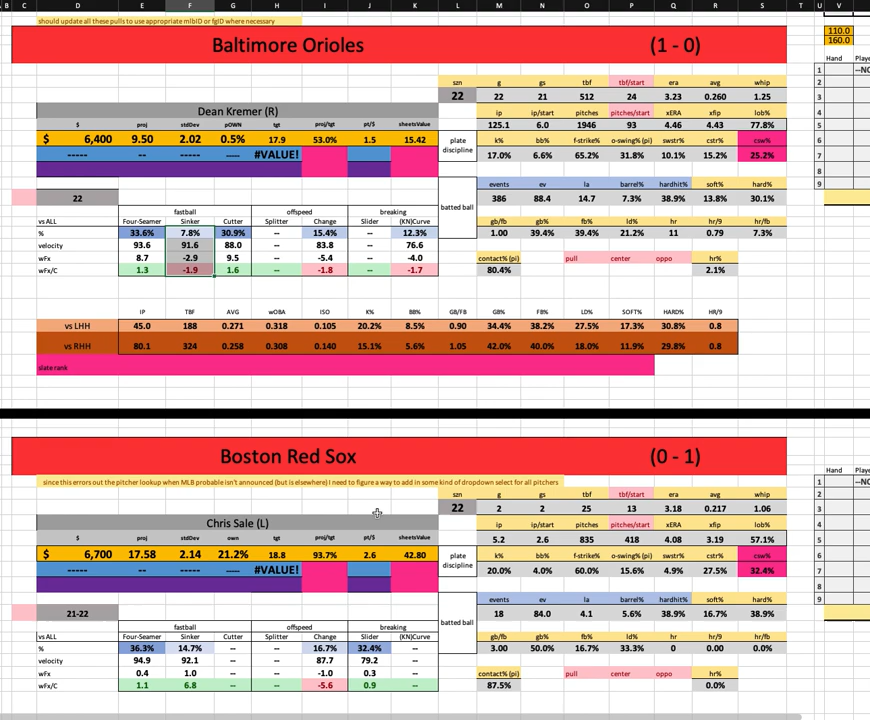 B C D E F G H I J K L M N O P Q R S T U V
should update all these pulls to use appropriate mlbID or fgID where necessary
Baltimore Orioles (1 - 0)
110.0
160.0
Hand Playe
szn g gs tbf tbf/start era avg whip
1 --NO
2
22 22 21 512 24 3.23 0.260 1.25
3
Dean Kremer (R)
ip ip/start pitches pitches/start xERA xfip lob%
4
$ proj stdDev pOWN tgt proj/tgt pt/$ sheetsValue
125.1 6.0 1946 93 4.46 4.43 77.8%
5
$ 6,400 9.50 2.02 0.5% 17.9 53.0% 1.5 15.42
plate discipline
k% bb% f-strike% o-swing% (pi) swstr% cstr% csw%
6
----- -- ---- ----- #VALUE!
17.0% 6.6% 65.2% 31.8% 10.1% 15.2% 25.2%
7
8
22
events ev la barrel% hardhit% soft% hard%
9
386 88.4 14.7 7.3% 38.9% 13.8% 30.1%
batted ball
fastball offspeed breaking
vs ALL Four-Seamer Sinker Cutter Splitter Change Slider (KN)Curve
gb/fb gb% fb% ld% hr hr/9 hr/fb
% 33.6% 7.8% 30.9% -- 15.4% -- 12.3%
1.00 39.4% 39.4% 21.2% 11 0.79 7.3%
velocity 93.6 91.6 88.0 -- 83.8 -- 76.6
wFx 8.7 -2.9 9.5 -- -5.4 -- -4.0
contact% (pi) pull center oppo hr%
wFx/C 1.3 -1.9 1.6 -- -1.8 -- -1.7
80.4% 2.1%
IP TBF AVG wOBA ISO K% BB% GB/FB GB% FB% LD% SOFT% HARD% HR/9
vs LHH 45.0 188 0.271 0.318 0.105 20.2% 8.5% 0.90 34.4% 38.2% 27.5% 17.3% 30.8% 0.8
vs RHH 80.1 324 0.258 0.308 0.140 15.1% 5.6% 1.05 42.0% 40.0% 18.0% 11.9% 29.8% 0.8
slate rank
Boston Red Sox (0 - 1)
Hand Playe
since this errors out the pitcher lookup when MLB probable isn't announced (but is elsewhere) I need to figure a way to add in some kind of dropdown select for all pitchers
1 --NO
szn g gs tbf tbf/start era avg whip
2
22 2 2 25 13 3.18 0.217 1.06
3
Chris Sale (L)
ip ip/start pitches pitches/start xERA xfip lob%
4
$ proj stdDev own tgt proj/tgt pt/$ sheetsValue
5.2 2.6 835 418 4.08 3.19 57.1%
5
$ 6,700 17.58 2.14 21.2% 18.8 93.7% 2.6 42.80
plate discipline
k% bb% f-strike% o-swing% (pi) swstr% cstr% csw%
6
----- -- ---- ----- #VALUE!
20.0% 4.0% 60.0% 15.6% 4.9% 27.5% 32.4%
7
8
events ev la barrel% hardhit% soft% hard%
9
21-22
18 84.0 4.1 5.6% 38.9% 16.7% 38.9%
batted ball
fastball offspeed breaking
vs ALL Four-Seamer Sinker Cutter Splitter Change Slider (KN)Curve
gb/fb gb% fb% ld% hr hr/9 hr/fb
% 36.3% 14.7% -- -- 16.7% 32.4% --
3.00 50.0% 16.7% 33.3% 0 0.00 0.0%
velocity 94.9 92.1 -- -- 87.7 79.2 --
wFx 0.4 1.0 -- -- -1.0 0.3 --
contact% (pi) pull center oppo hr%
wFx/C 1.1 6.8 -- -- -5.6 0.9 --
87.5% 0.0%